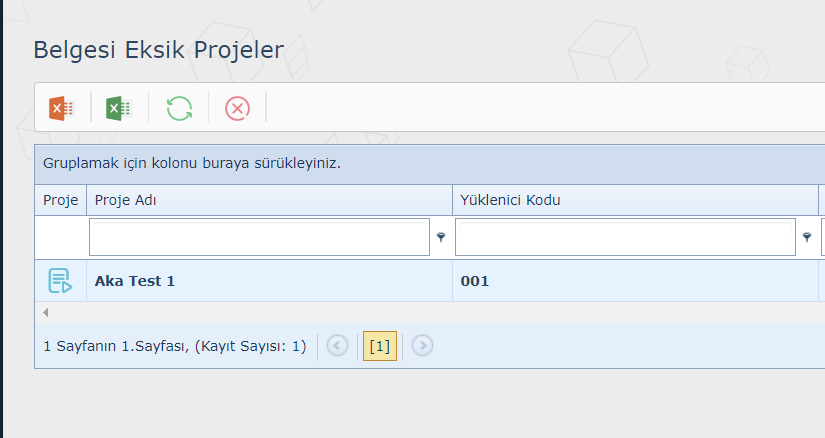 Belgesi Eksik Projeler
Gruplamak için kolonu buraya sürükleyiniz.
Proje Proje Adı Yüklenici Kodu
Aka Test 1 001
1 Sayfanın 1.Sayfası, (Kayıt Sayısı: 1) [1]